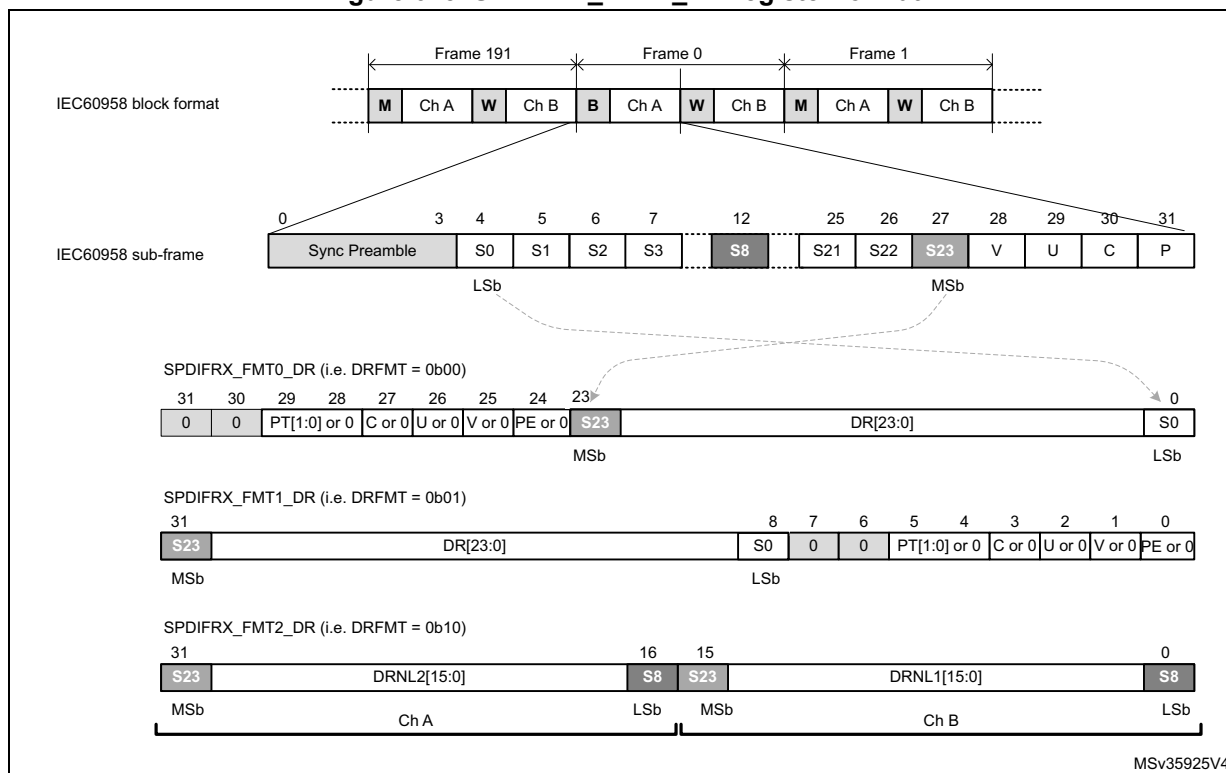 Frame 191 Frame 0 Frame 1
IEC60958 block format M Ch A W Ch B B Ch A W Ch B M Ch A W Ch B
0 3 4 5 6 7 12 25 26 27 28 29 30 31
IEC60958 sub-frame Sync Preamble S0 S1 S2 S3 S8 S21 S22 S23 V U C P
LSb MSb
SPDIFRX_FMT0_DR (i.e. DRFMT = 0b00)
31 30 29 28 27 26 25 24 23 0
0 0 PT[1:0] or 0 C or 0 U or 0 V or 0 PE or 0 S23 DR[23:0] S0
MSb LSb
SPDIFRX_FMT1_DR (i.e. DRFMT = 0b01)
31 8 7 6 5 4 3 2 1 0
S23 DR[23:0] S0 0 0 PT[1:0] or 0 C or 0 U or 0 V or 0 PE or 0
MSb LSb
SPDIFRX_FMT2_DR (i.e. DRFMT = 0b10)
31 16 15 0
S23 DRNL2[15:0] S8 S23 DRNL1[15:0] S8
MSb LSb MSb LSb
Ch A Ch B
MSv35925V4